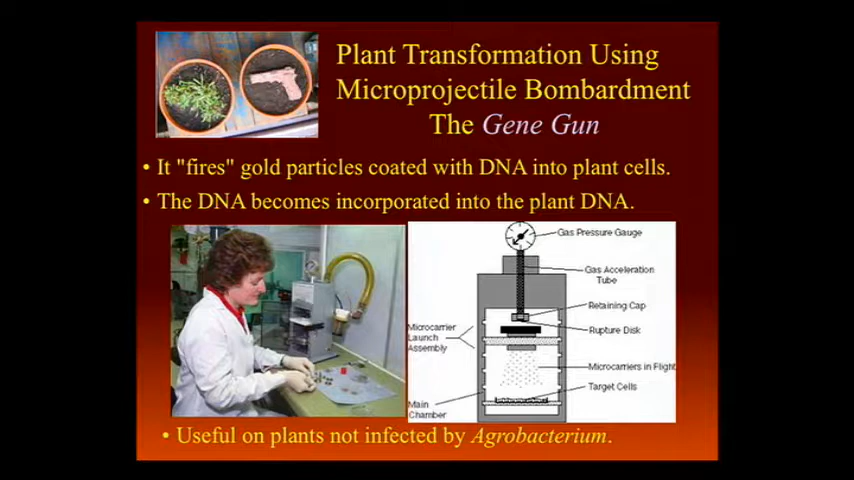 Plant Transformation Using
Microprojectile Bombardment
The Gene Gun
• It "fires" gold particles coated with DNA into plant cells.
• The DNA becomes incorporated into the plant DNA.
Gas Pressure Gauge
Gas Acceleration
Tube
Retaining Cap
Rupture Disk
Microcarrier
Launch
Assembly
Microcarriers in Flight
Target Cells
Main
Chamber
• Useful on plants not infected by Agrobacterium.